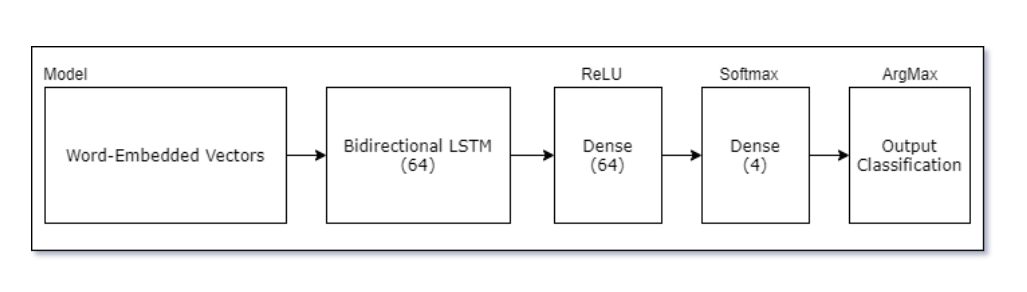 Model
ReLU
Softmax
ArgMax
Word-Embedded Vectors
Bidirectional LSTM
(64)
Dense
(64)
Dense
(4)
Output
Classification